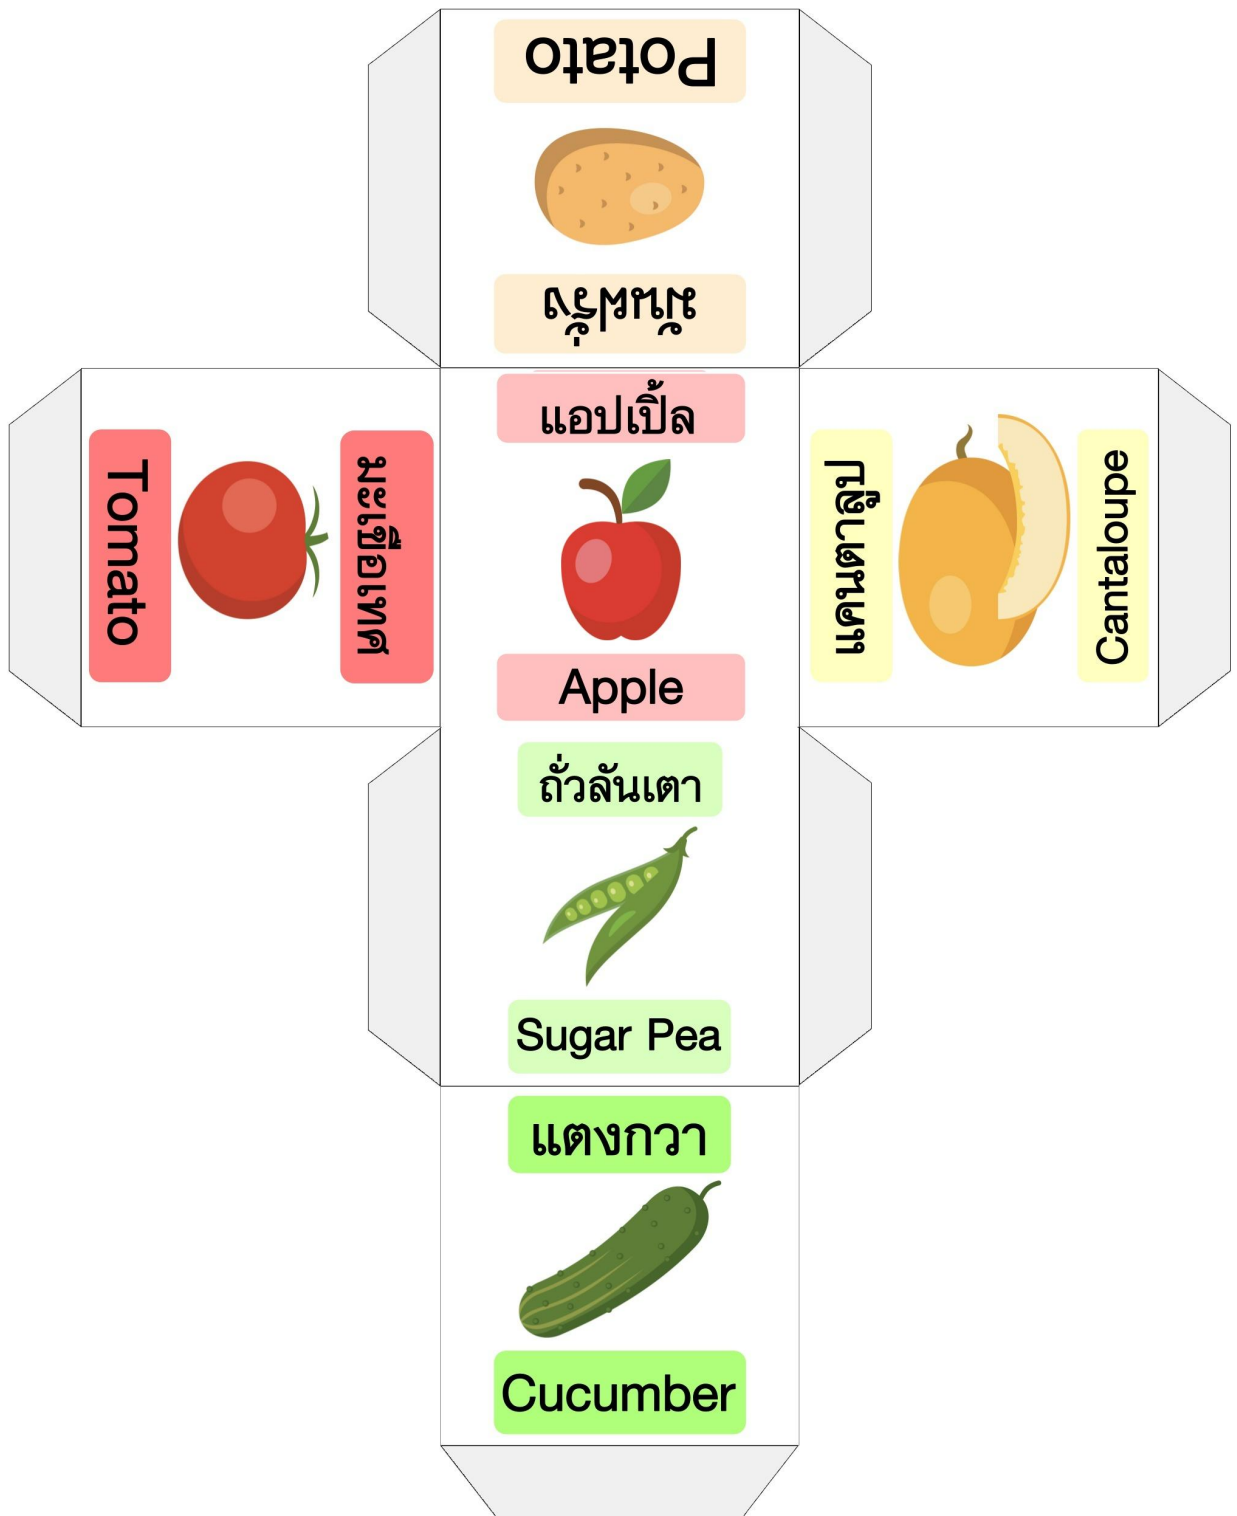 Potato
มันฝรั่ง
Tomato
มะเขือเทศ
แอปเปิ้ล
Apple
แคนตาลูป
Cantaloupe
ถั่วลันเตา
Sugar Pea
แตงกวา
Cucumber